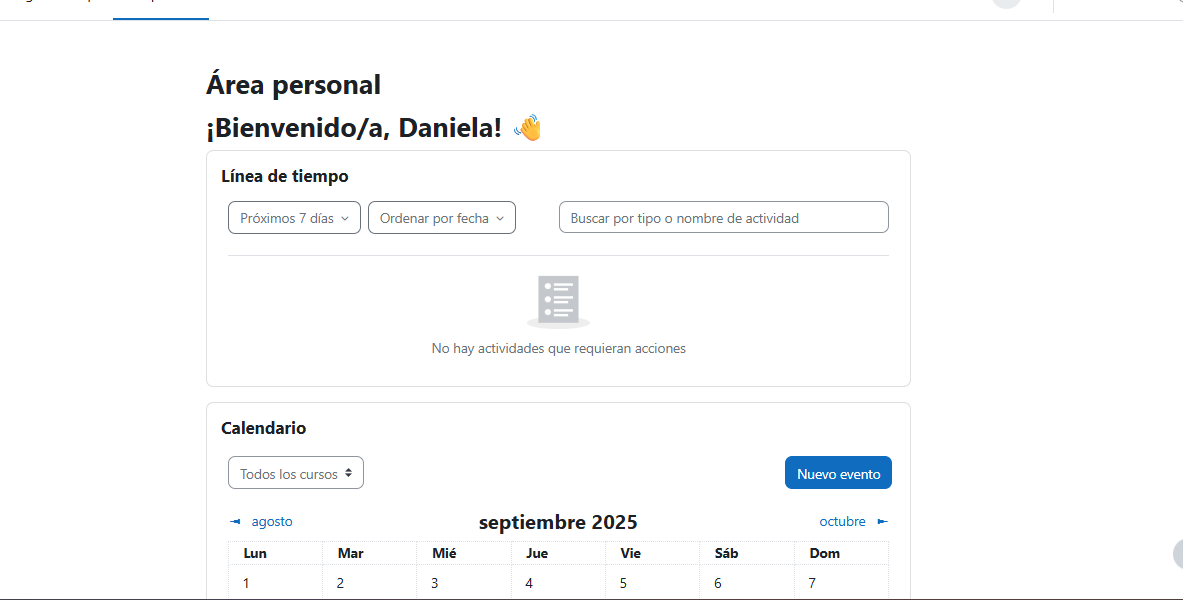 Área personal
¡Bienvenido/a, Daniela! 👋
Línea de tiempo
Próximos 7 días Ordenar por fecha Buscar por tipo o nombre de actividad
No hay actividades que requieran acciones
Calendario
Todos los cursos Nuevo evento
◄ agosto septiembre 2025 octubre ►
Lun Mar Mié Jue Vie Sáb Dom
1 2 3 4 5 6 7